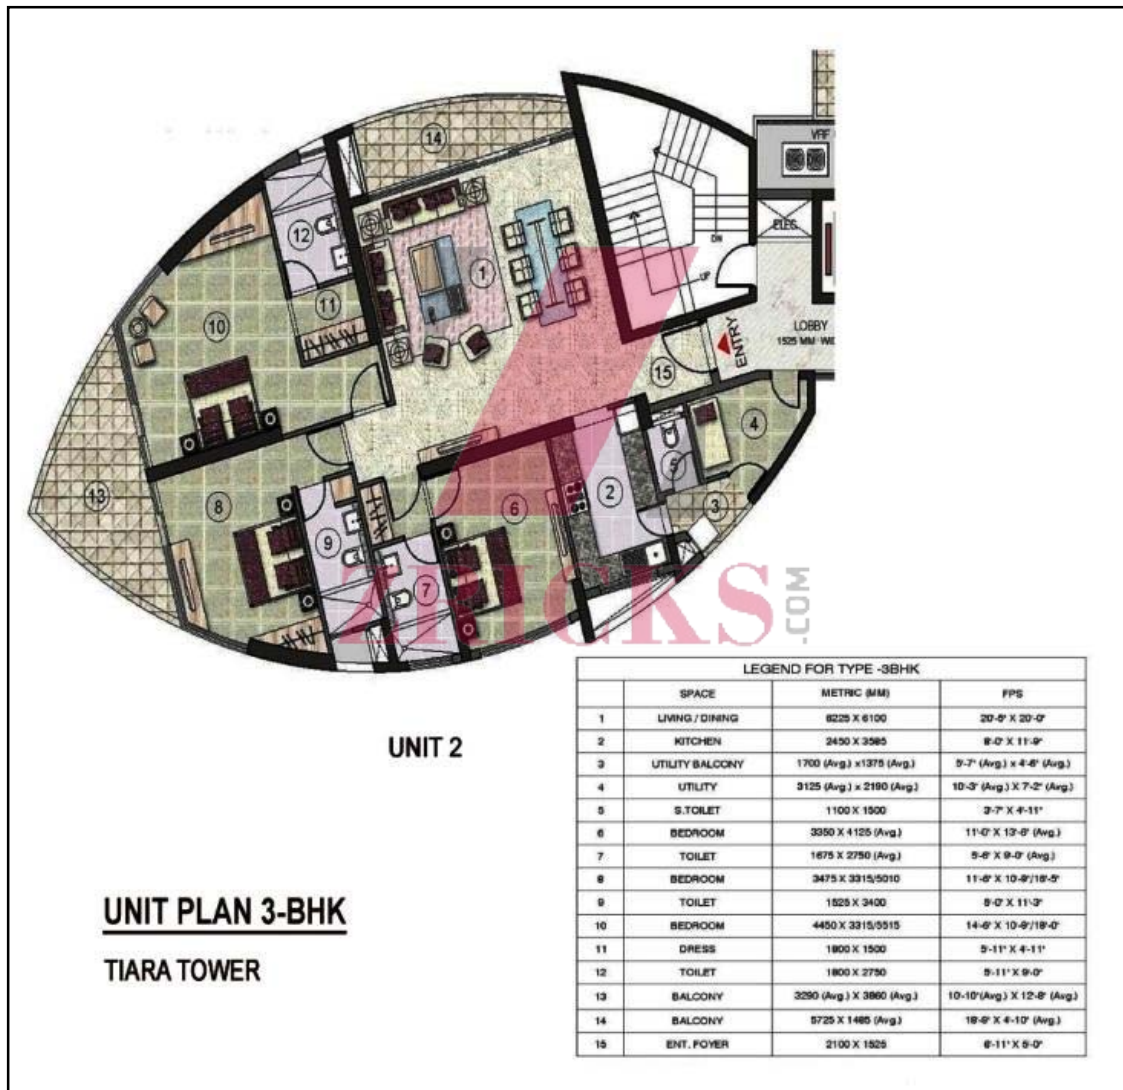 14
VRF
12
1
ELEC.
DN
UP
11
10
LOBBY
1525 MM WID
ENTRY
15
4
5
13
8
6
2
3
9
7
ZRICKS
.COM
UNIT 2
UNIT PLAN 3-BHK
TIARA TOWER
LEGEND FOR TYPE -3BHK
SPACE METRIC (MM) FPS
1 LIVING / DINING 6225 X 6100 20'-5" X 20'-0"
2 KITCHEN 2450 X 3585 8'-0" X 11'-9"
3 UTILITY BALCONY 1700 (Avg.) x1375 (Avg.) 5'-7" (Avg.) x 4'-6" (Avg.)
4 UTILITY 3125 (Avg.) x 2190 (Avg.) 10'-3" (Avg.) X 7'-2" (Avg.)
5 S.TOILET 1100 X 1500 3'-7" X 4'-11"
6 BEDROOM 3350 X 4125 (Avg.) 11'-0" X 13'-6" (Avg.)
7 TOILET 1675 X 2750 (Avg.) 5'-6" X 9'-0" (Avg.)
8 BEDROOM 3475 X 3315/5010 11'-6" X 10'-9"/16'-5"
9 TOILET 1525 X 3400 5'-0" X 11'-3"
10 BEDROOM 4450 X 3315/5515 14'-6" X 10'-9"/18'-0"
11 DRESS 1800 X 1500 5'-11" X 4'-11"
12 TOILET 1800 X 2750 5'-11" X 9'-0"
13 BALCONY 3290 (Avg.) X 3860 (Avg.) 10'-10"(Avg.) X 12'-8" (Avg.)
14 BALCONY 5725 X 1485 (Avg.) 18'-9" X 4'-10" (Avg.)
15 ENT. FOYER 2100 X 1525 6'-11" X 5'-0"